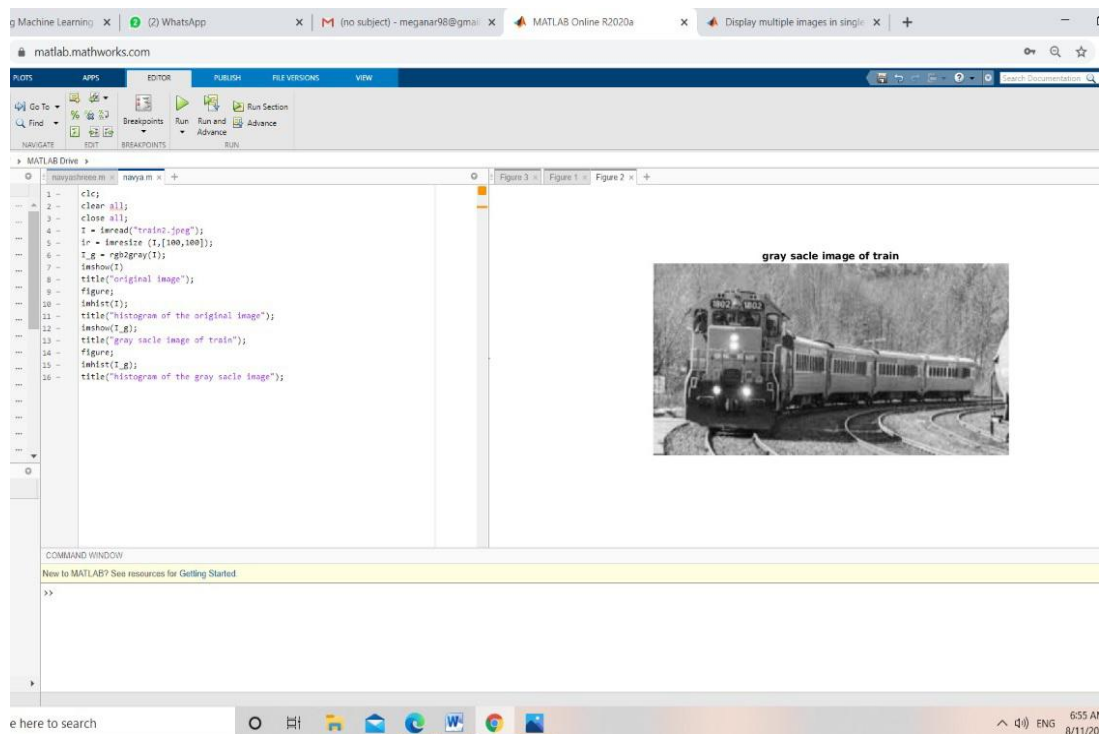 g Machine Learning
(2) WhatsApp
(no subject) - meganar98@gmai
MATLAB Online R2020a
Display multiple images in single
matlab.mathworks.com
PLOTS APPS EDITOR PUBLISH FILE VERSIONS VIEW
Search Documentation
Go To
Find
Breakpoints
Run
Run and Advance
Run Section
Advance
NAVIGATE EDIT BREAKPOINTS RUN
MATLAB Drive
navyashreee.m navya.m
Figure 3 Figure 1 Figure 2
1 - clc;
2 - clear all;
3 - close all;
4 - I = imread("train2.jpeg");
5 - ir = imresize (I,[100,100]);
6 - I_g = rgb2gray(I);
7 - imshow(I)
8 - title("original image");
9 - figure;
10 - imhist(I);
11 - title("histogram of the original image");
12 - imshow(I_g);
13 - title("gray sacle image of train");
14 - figure;
15 - imhist(I_g);
16 - title("histogram of the gray sacle image");
gray sacle image of train
1802 1802
COMMAND WINDOW
New to MATLAB? See resources for Getting Started.
>>
e here to search
ENG
6:55 AM
8/11/20